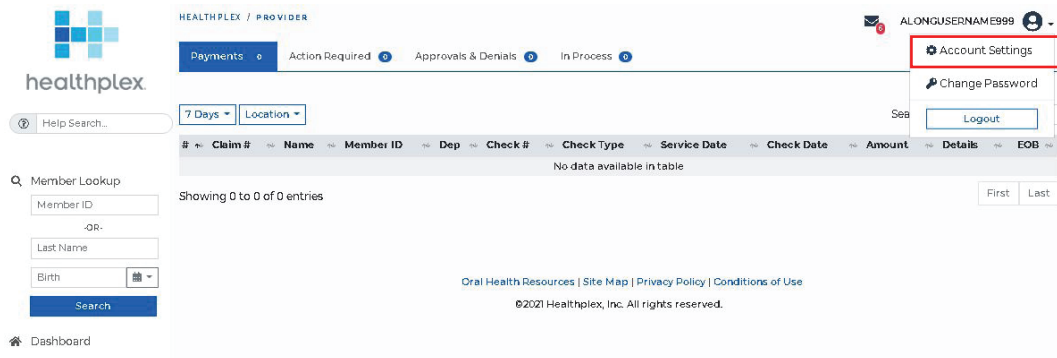 healthplex.
Help Search...
Member Lookup
Member ID
-OR-
Last Name
Birth
Search
Dashboard
HEALTHPLEX / PROVIDER
6
ALONGUSERNAME999
Account Settings
Change Password
Logout
Payments 0 Action Required 0 Approvals & Denials 0 In Process 0
7 Days Location
Sea
# Claim # Name Member ID Dep Check # Check Type Service Date Check Date Amount Details EOB
No data available in table
Showing 0 to 0 of 0 entries
First Last
Oral Health Resources | Site Map | Privacy Policy | Conditions of Use
©2021 Healthplex, Inc. All rights reserved.